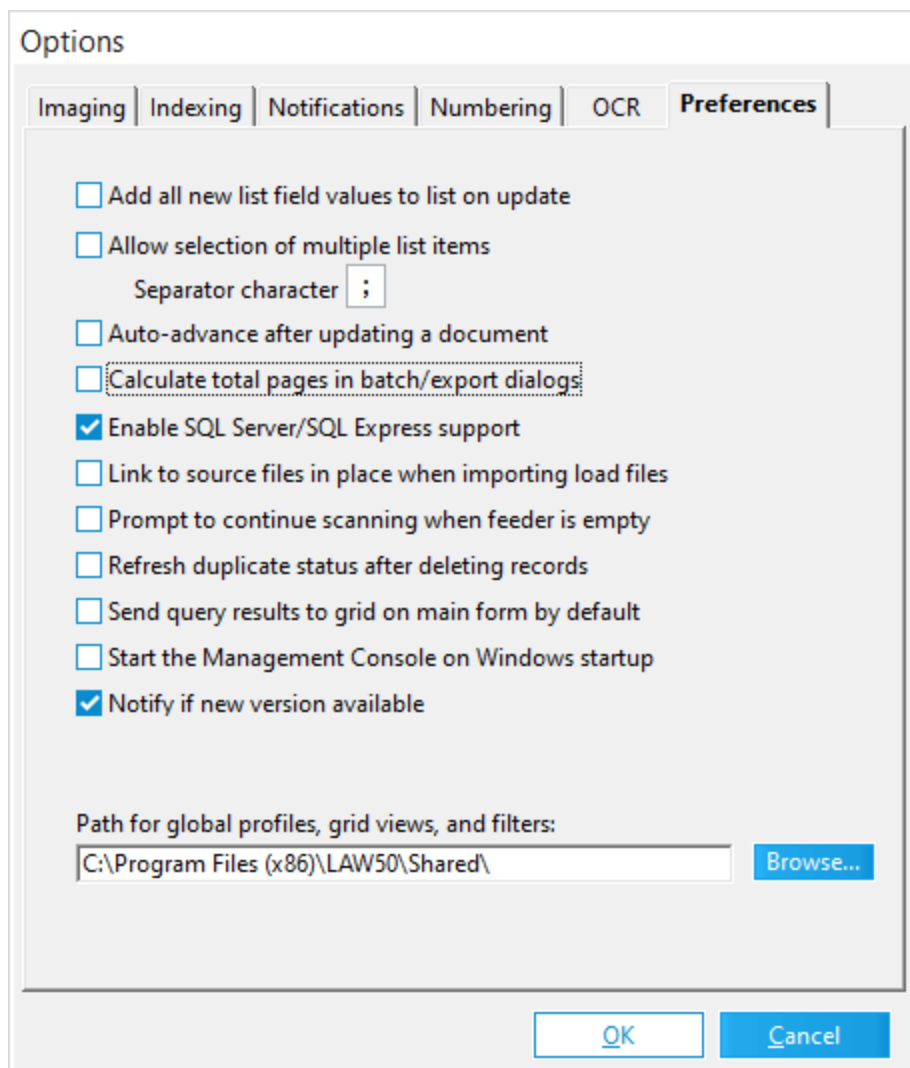 Options
Imaging Indexing Notifications Numbering OCR Preferences
Add all new list field values to list on update
Allow selection of multiple list items
Separator character ;
Auto-advance after updating a document
Calculate total pages in batch/export dialogs
Enable SQL Server/SQL Express support
Link to source files in place when importing load files
Prompt to continue scanning when feeder is empty
Refresh duplicate status after deleting records
Send query results to grid on main form by default
Start the Management Console on Windows startup
Notify if new version available
Path for global profiles, grid views, and filters:
C:\Program Files (x86)\LAW50\Shared\ Browse...
OK Cancel